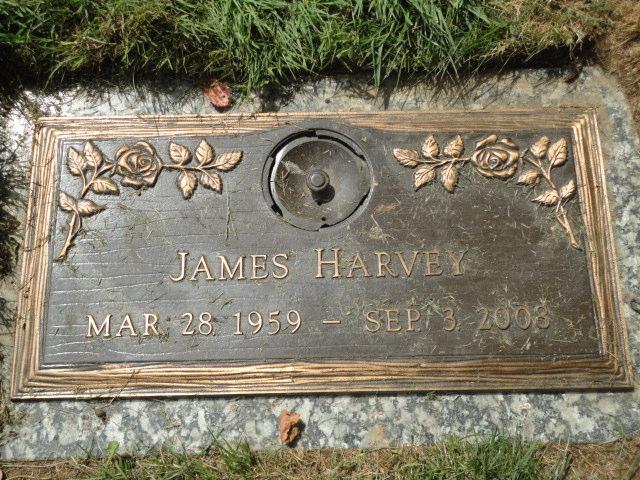 JAMES HARVEY
MAR. 28, 1959 – SEP. 3, 2008